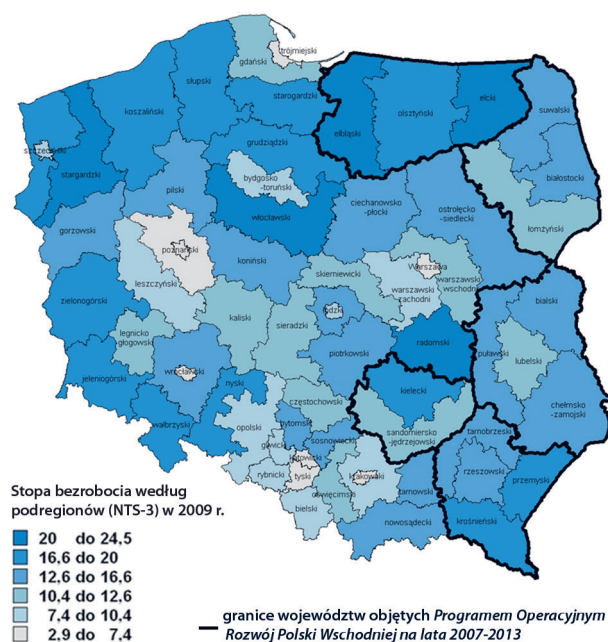 trójmiejski
gdański
słupski
koszaliński
starogardzki
elbląski
olsztyński
ełcki
suwalski
szczeciński
stargardzki
grudziądzki
bydgosko
-toruński
białostocki
pilski
włocławski
ciechanowsko
-płocki
ostrołęcko
-siedlecki
łomżyński
gorzowski
poznański
koniński
Warszawa
warszawski
wschodni
warszawski
zachodni
skierniewicki
zielonogórski
leszczyński
łódzki
bialski
legnicko
-głogowski
kaliski
sieradzki
piotrkowski
radomski
puławski
lubelski
wrocławski
jeleniogórski
nyski
częstochowski
kielecki
chełmsko
-zamojski
wałbrzyski
opolski
bytomski
sosnowiecki
sandomiersko
-jędrzejowski
tarnobrzeski
gliwicki
katowicki
rybnicki
tyski
krakowski
oświęcimski
tarnowski
rzeszowski
przemyski
bielski
nowosądecki
krośnieński
Stopa bezrobocia według
podregionów (NTS-3) w 2009 r.
20 do 24,5
16,6 do 20
12,6 do 16,6
10,4 do 12,6
7,4 do 10,4
2,9 do 7,4
granice województw objętych Programem Operacyjnym
Rozwój Polski Wschodniej na lata 2007-2013